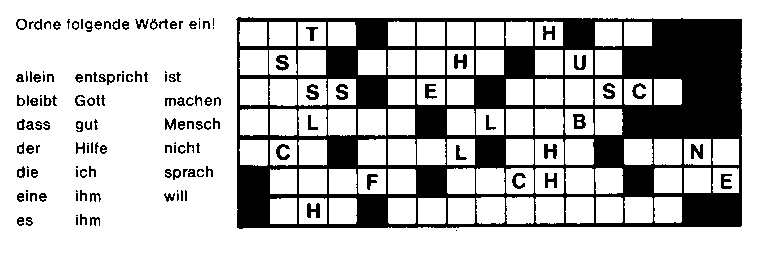 Ordne folgende Wörter ein!
allein entspricht ist
bleibt Gott machen
dass gut Mensch
der Hilfe nicht
die ich sprach
eine ihm will
es ihm
T H
S H U
S S E S C
L L B
C L H N
F C H E
H